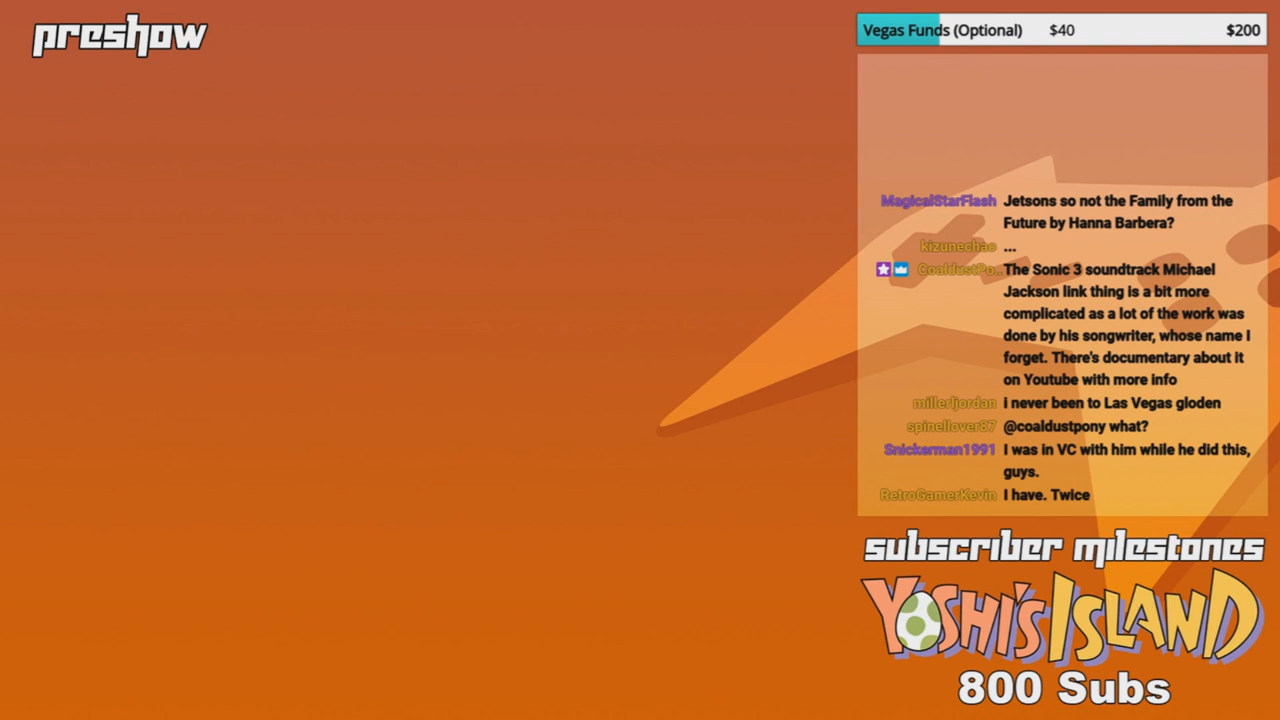 preshow
Vegas Funds (Optional) $40 $200
MagicalStarFlash Jetsons so not the Family from the
Future by Hanna Barbera?
kizunechao ...
CoaldustPo... The Sonic 3 soundtrack Michael
Jackson link thing is a bit more
complicated as a lot of the work was
done by his songwriter, whose name I
forget. There's documentary about it
on Youtube with more info
millerljordan i never been to Las Vegas gloden
spinellover87 @coaldustpony what?
Snickerman1991 I was in VC with him while he did this,
guys.
RetroGamerKevin I have. Twice
subscriber milestones
YOSHI'S ISLAND
800 Subs